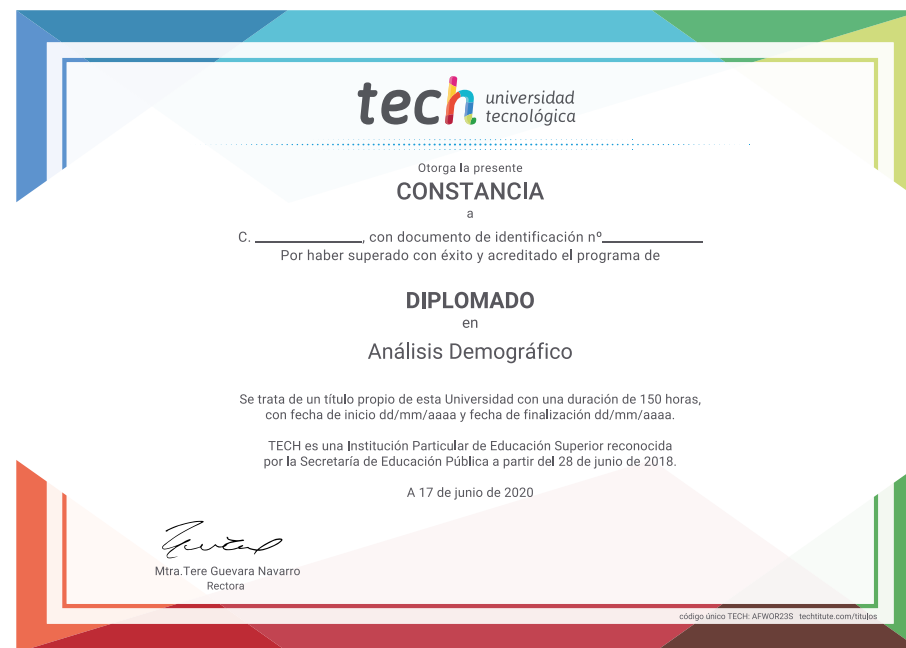 tech universidad
tecnológica
Otorga la presente
CONSTANCIA
a
C. ______________, con documento de identificación nº_____________
Por haber superado con éxito y acreditado el programa de
DIPLOMADO
en
Análisis Demográfico
Se trata de un título propio de esta Universidad con una duración de 150 horas,
con fecha de inicio dd/mm/aaaa y fecha de finalización dd/mm/aaaa.
TECH es una Institución Particular de Educación Superior reconocida
por la Secretaría de Educación Pública a partir del 28 de junio de 2018.
A 17 de junio de 2020
Mtra.Tere Guevara Navarro
Rectora
código único TECH: AFWOR23S techtitute.com/titulos